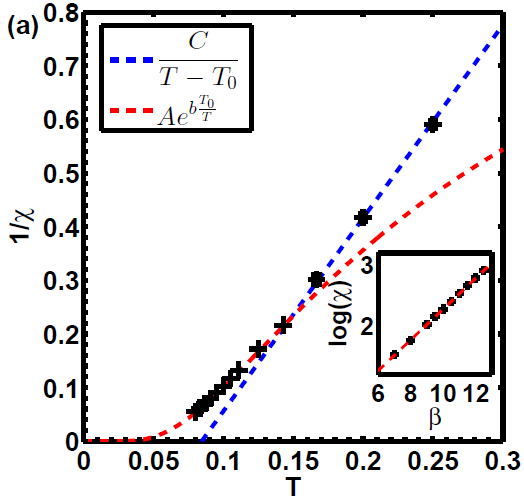 (a)
C
T − T₀
Ae^{b T₀/T}
1/χ
0.8
0.7
0.6
0.5
0.4
0.3
0.2
0.1
0
0 0.05 0.1 0.15 0.2 0.25 0.3
T
log(χ)
3
2
6 8 10 12
β